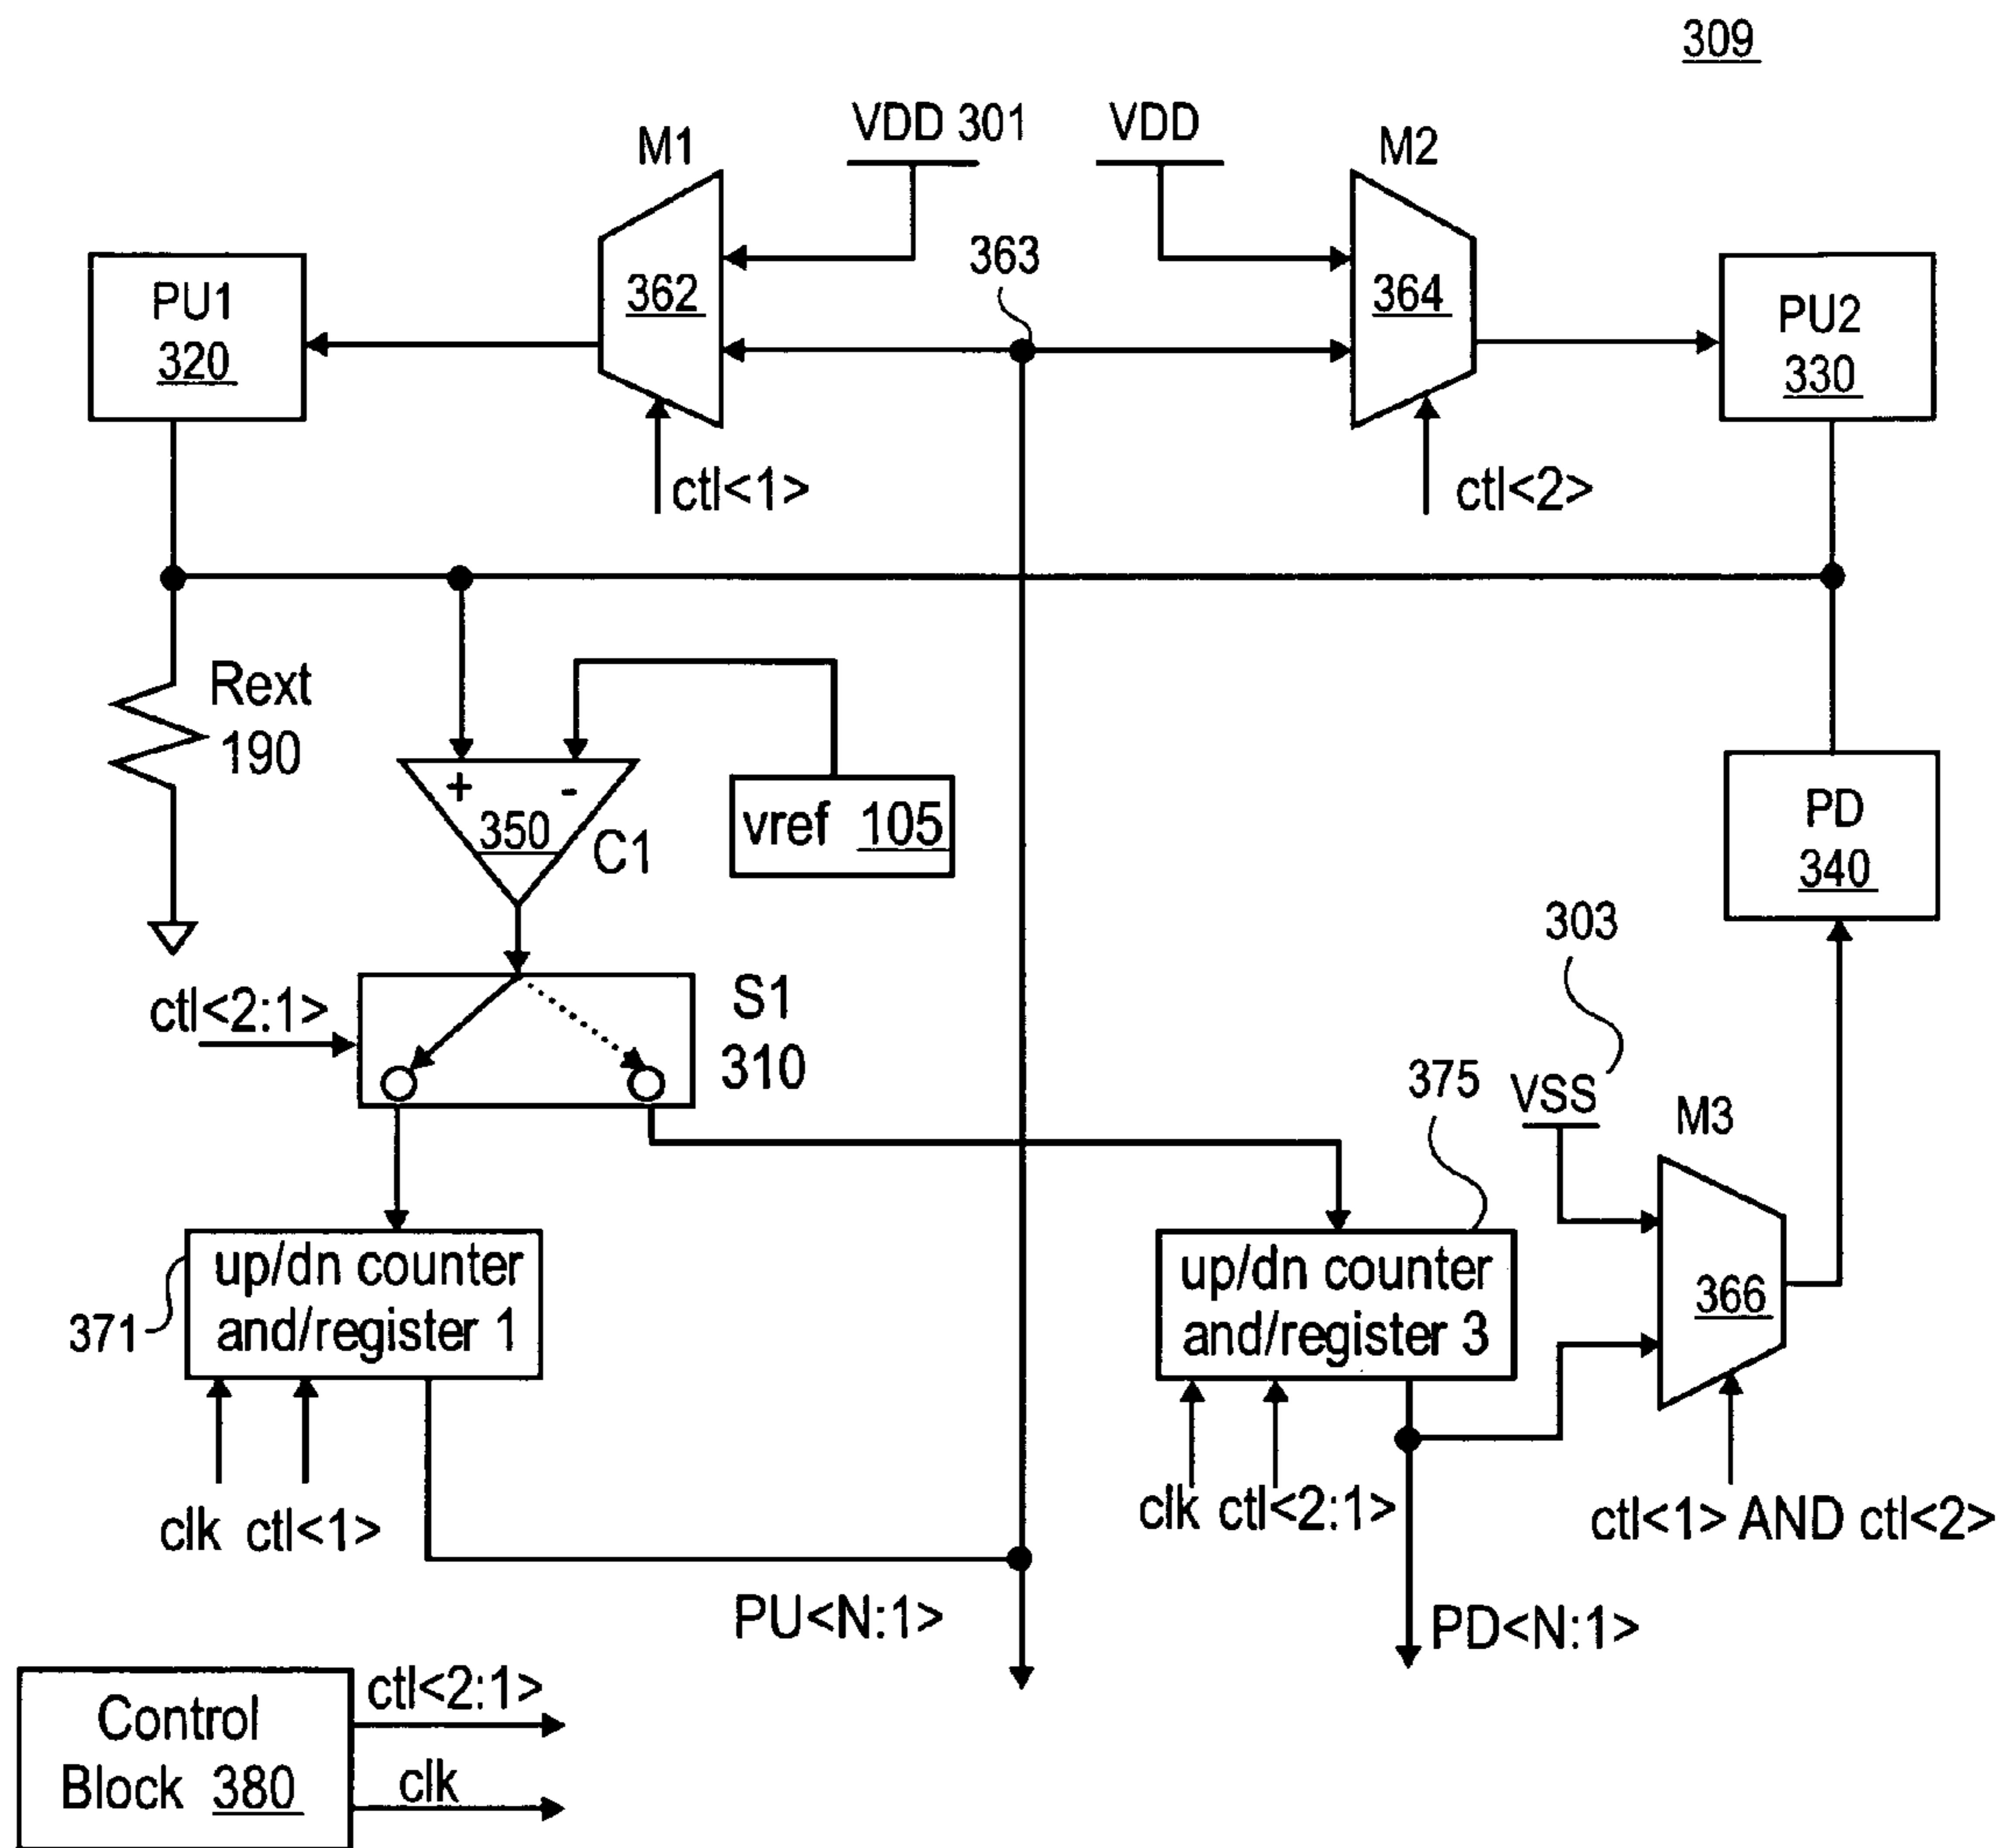 309
VDD 301
VDD
M1
M2
363
PU1
320
362
364
PU2
330
ctl<1>
ctl<2>
Rext
190
+
-
350
C1
vref 105
PD
340
303
ctl<2:1>
S1
310
375
VSS
M3
up/dn counter
and/register 1
371
up/dn counter
and/register 3
366
clk ctl<1>
clk ctl<2:1>
ctl<1> AND ctl<2>
PU<N:1>
PD<N:1>
Control
Block 380
ctl<2:1>
clk